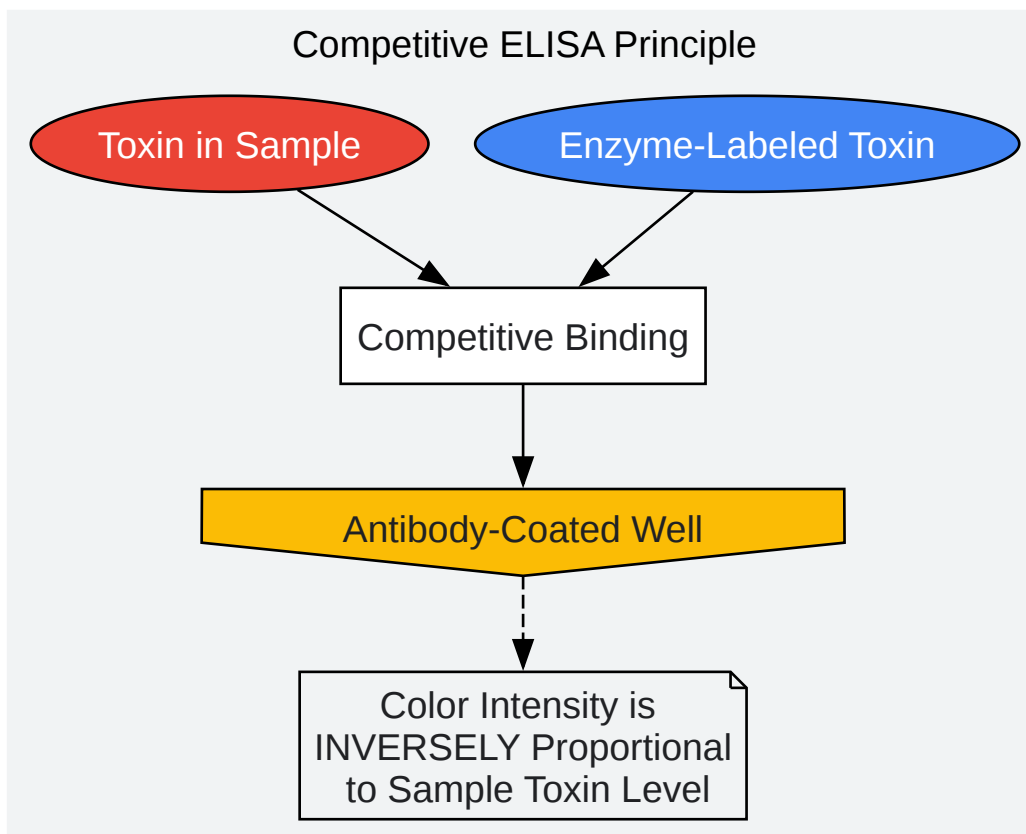 Competitive ELISA Principle
Toxin in Sample
Enzyme-Labeled Toxin
Competitive Binding
Antibody-Coated Well
Color Intensity is
INVERSELY Proportional
to Sample Toxin Level